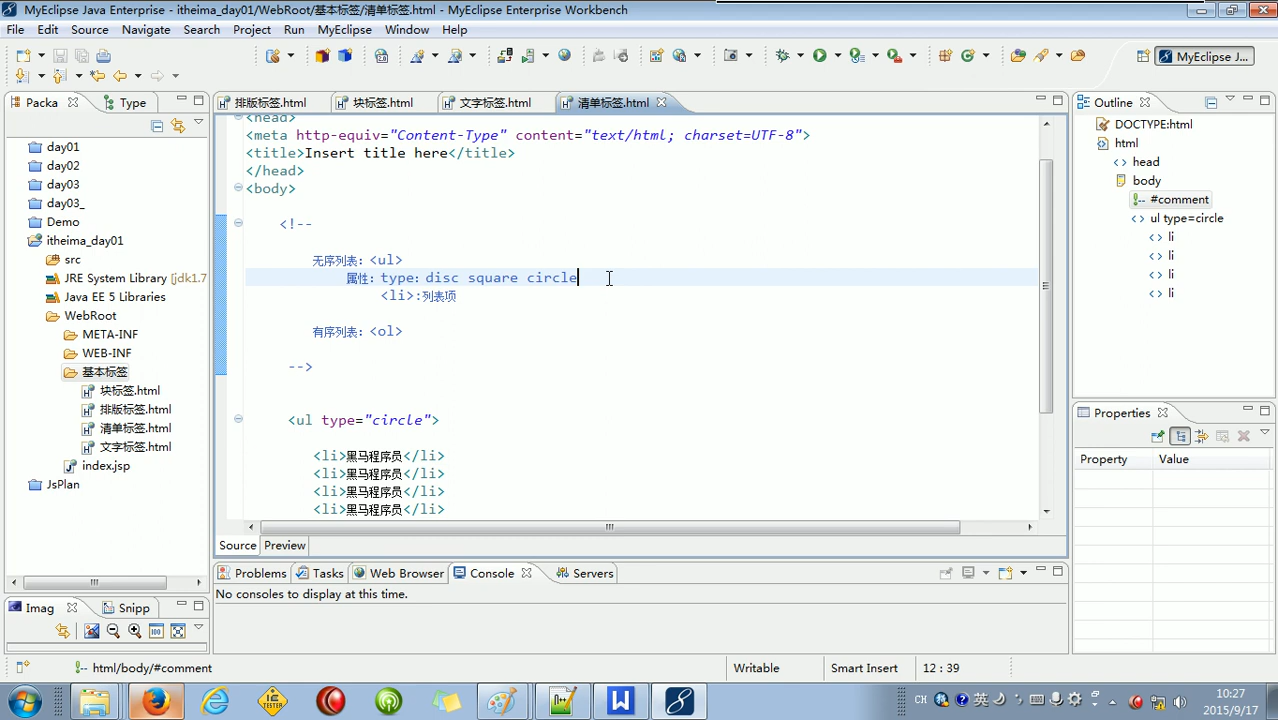 MyEclipse Java Enterprise - itheima_day01/WebRoot/基本标签/清单标签.html - MyEclipse Enterprise Workbench
File Edit Source Navigate Search Project Run MyEclipse Window Help
MyEclipse J...
Packa Type
排版标签.html 块标签.html 文字标签.html 清单标签.html
Outline
day01
day02
day03
day03_
Demo
itheima_day01
src
JRE System Library [jdk1.7
Java EE 5 Libraries
WebRoot
META-INF
WEB-INF
基本标签
块标签.html
排版标签.html
清单标签.html
文字标签.html
index.jsp
JsPlan
<head>
<meta http-equiv="Content-Type" content="text/html; charset=UTF-8">
<title>Insert title here</title>
</head>
<body>
<!--
无序列表：<ul>
属性：type：disc square circle
<li>:列表项
有序列表：<ol>
-->
<ul type="circle">
<li>黑马程序员</li>
<li>黑马程序员</li>
<li>黑马程序员</li>
<li>黑马程序员</li>
Source Preview
DOCTYPE:html
html
head
body
#comment
ul type=circle
li
li
li
li
Properties
Property Value
Problems Tasks Web Browser Console Servers
No consoles to display at this time.
Imag Snipp
html/body/#comment Writable Smart Insert 12 : 39
CH 英
10:27
2015/9/17